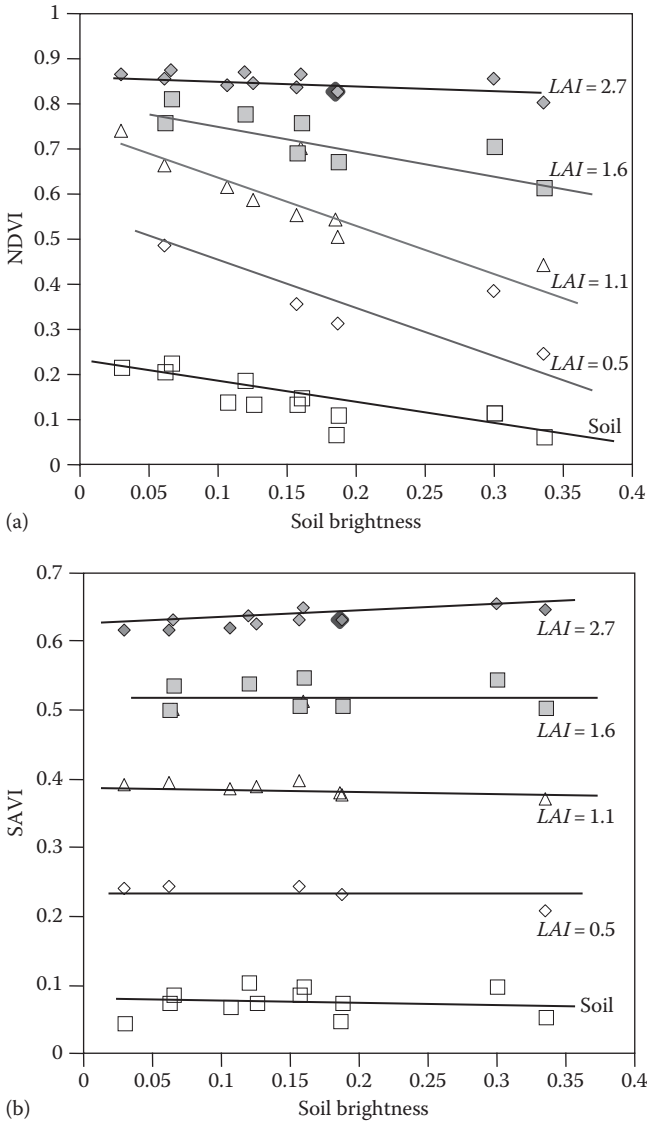 1
0.9
0.8
0.7
0.6
0.5
0.4
0.3
0.2
0.1
0
NDVI
LAI = 2.7
LAI = 1.6
LAI = 1.1
LAI = 0.5
Soil
0 0.05 0.1 0.15 0.2 0.25 0.3 0.35 0.4
(a) Soil brightness
0.7
0.6
0.5
0.4
0.3
0.2
0.1
0
SAVI
LAI = 2.7
LAI = 1.6
LAI = 1.1
LAI = 0.5
Soil
0 0.05 0.1 0.15 0.2 0.25 0.3 0.35 0.4
(b) Soil brightness